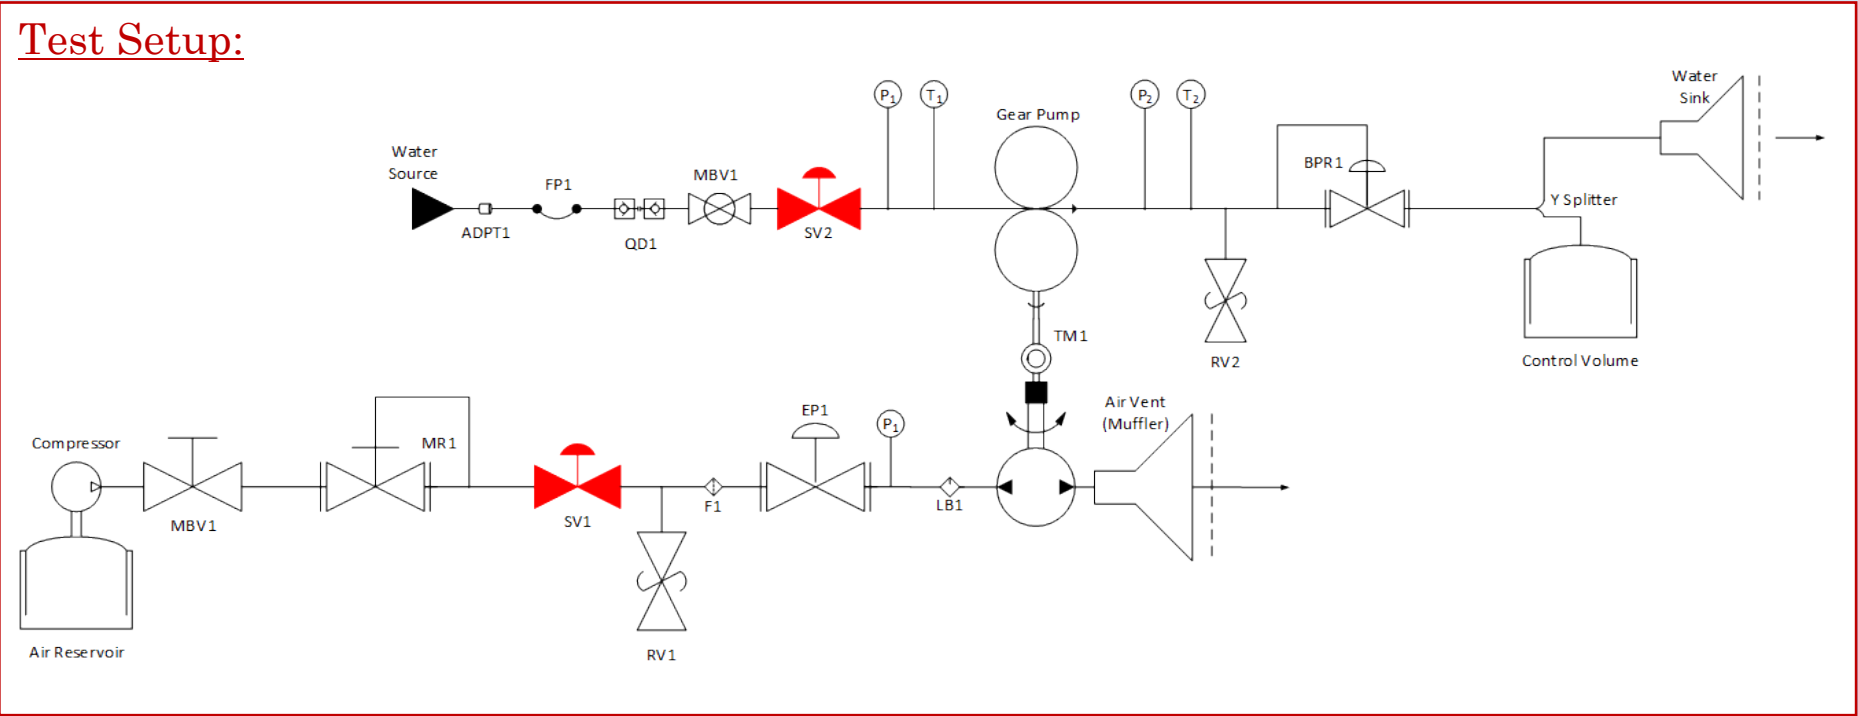 Test Setup:
Water
Source
ADPT1
FP1
QD1
MBV1
SV2
P1
T1
Gear Pump
P2
T2
BPR1
RV2
Y Splitter
Water
Sink
Control Volume
TM1
Compressor
Air Reservoir
MBV1
MR1
SV1
RV1
F1
EP1
P1
LB1
Air Vent
(Muffler)